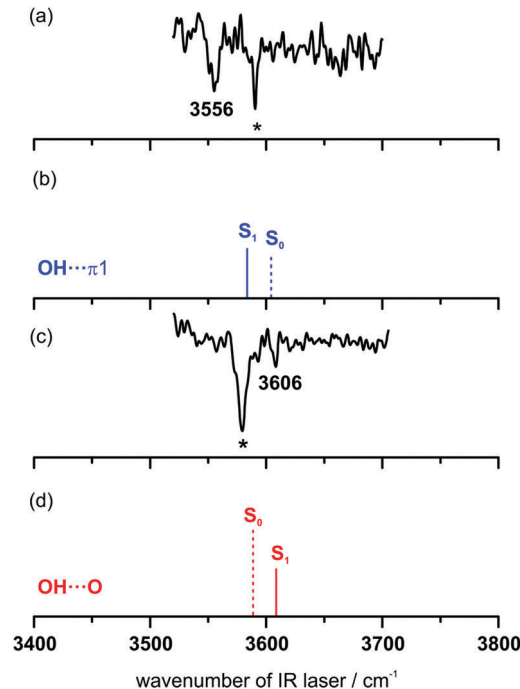 (a)
3556
*
(b)
S₁
S₀
OH···π1
(c)
3606
*
(d)
S₀
S₁
OH···O
3400 3500 3600 3700 3800
wavenumber of IR laser / cm⁻¹